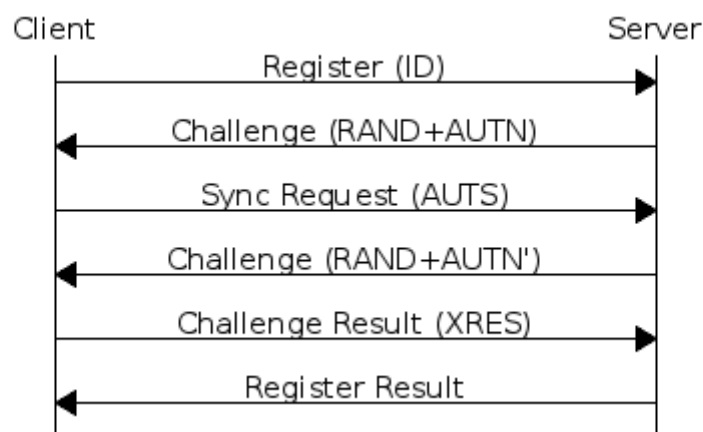 Client Server
Register (ID)
Challenge (RAND+AUTN)
Sync Request (AUTS)
Challenge (RAND+AUTN')
Challenge Result (XRES)
Register Result